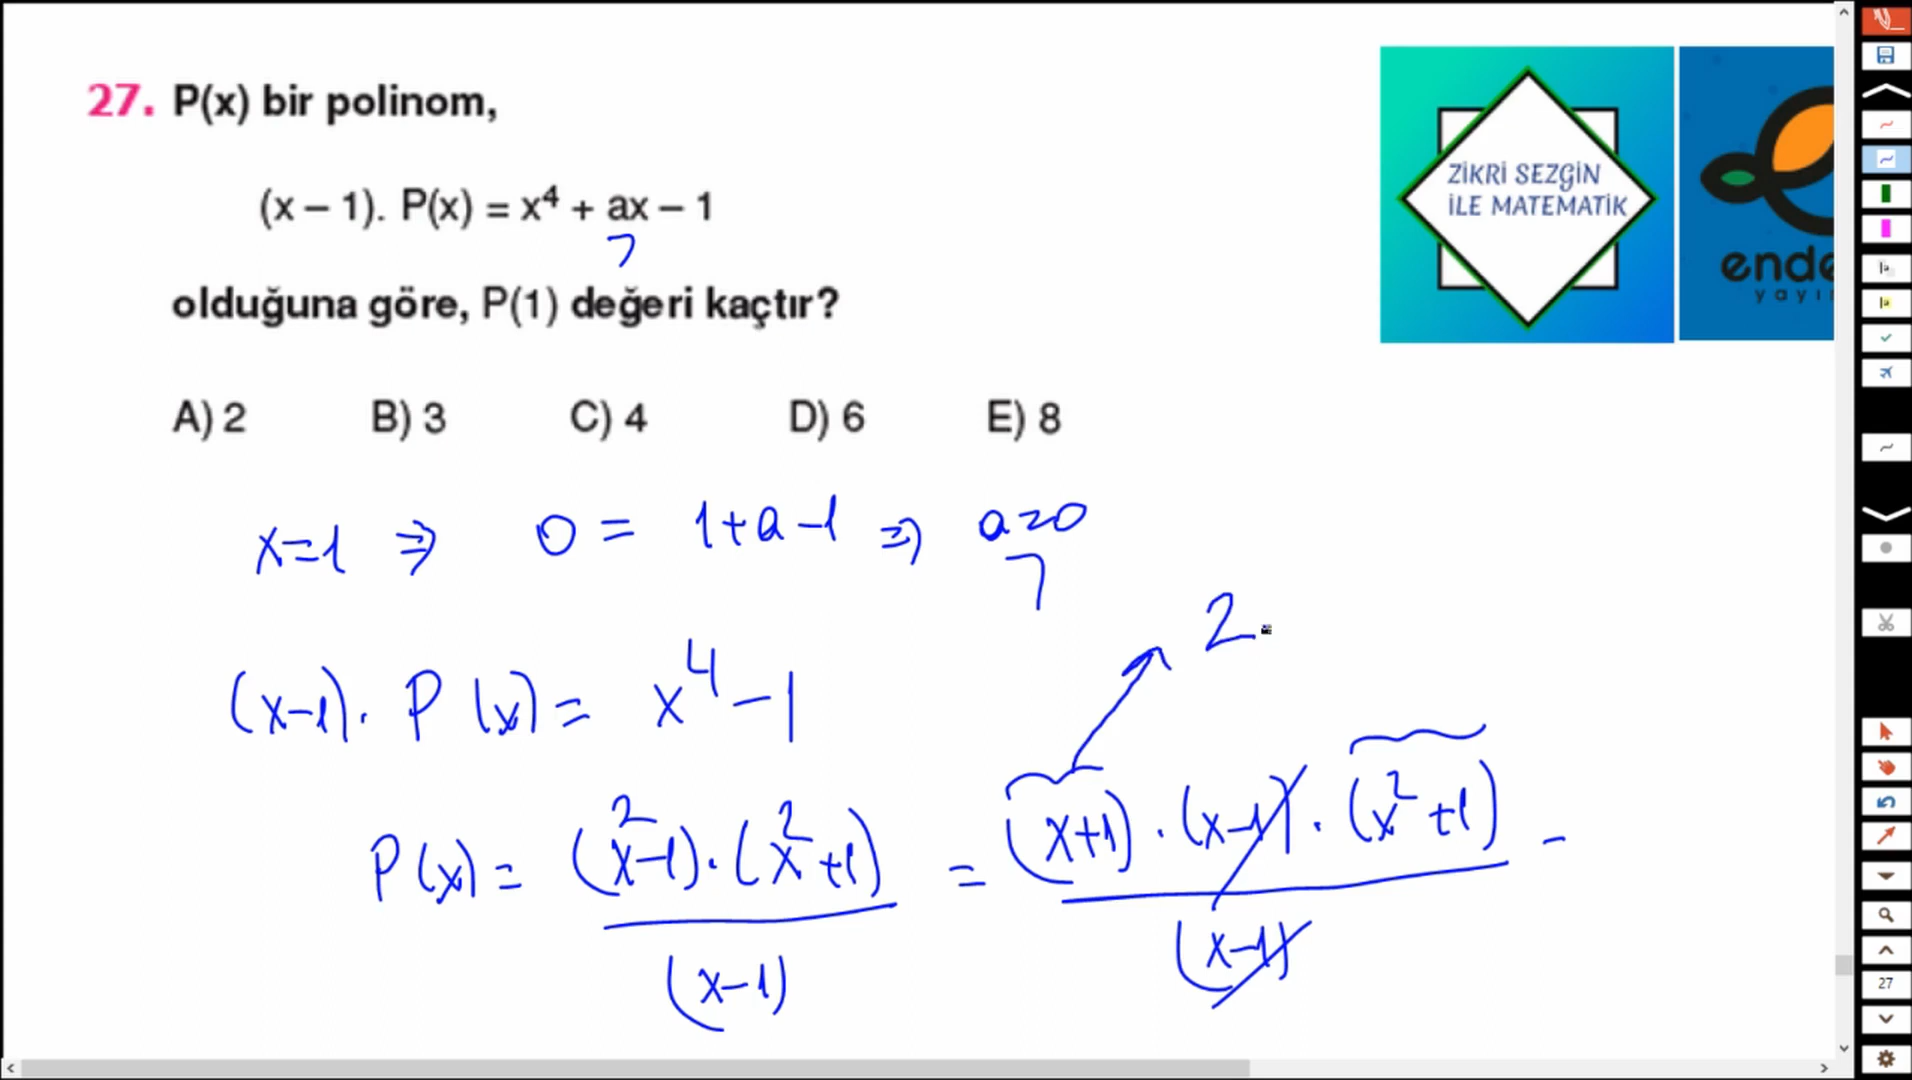 27. P(x) bir polinom,
(x – 1). P(x) = x⁴ + ax – 1
olduğuna göre, P(1) değeri kaçtır?
A) 2 B) 3 C) 4 D) 6 E) 8
ZİKRİ SEZGİN
İLE MATEMATİK
ende
yayı
x=1 ⇒ 0 = 1+a-1 ⇒ a=0
(x-1). P(x) = x⁴-1
2
P(x) = (x²-1).(x²+1) / (x-1) = (x+1).(x-1).(x²+1) / (x-1) =
27